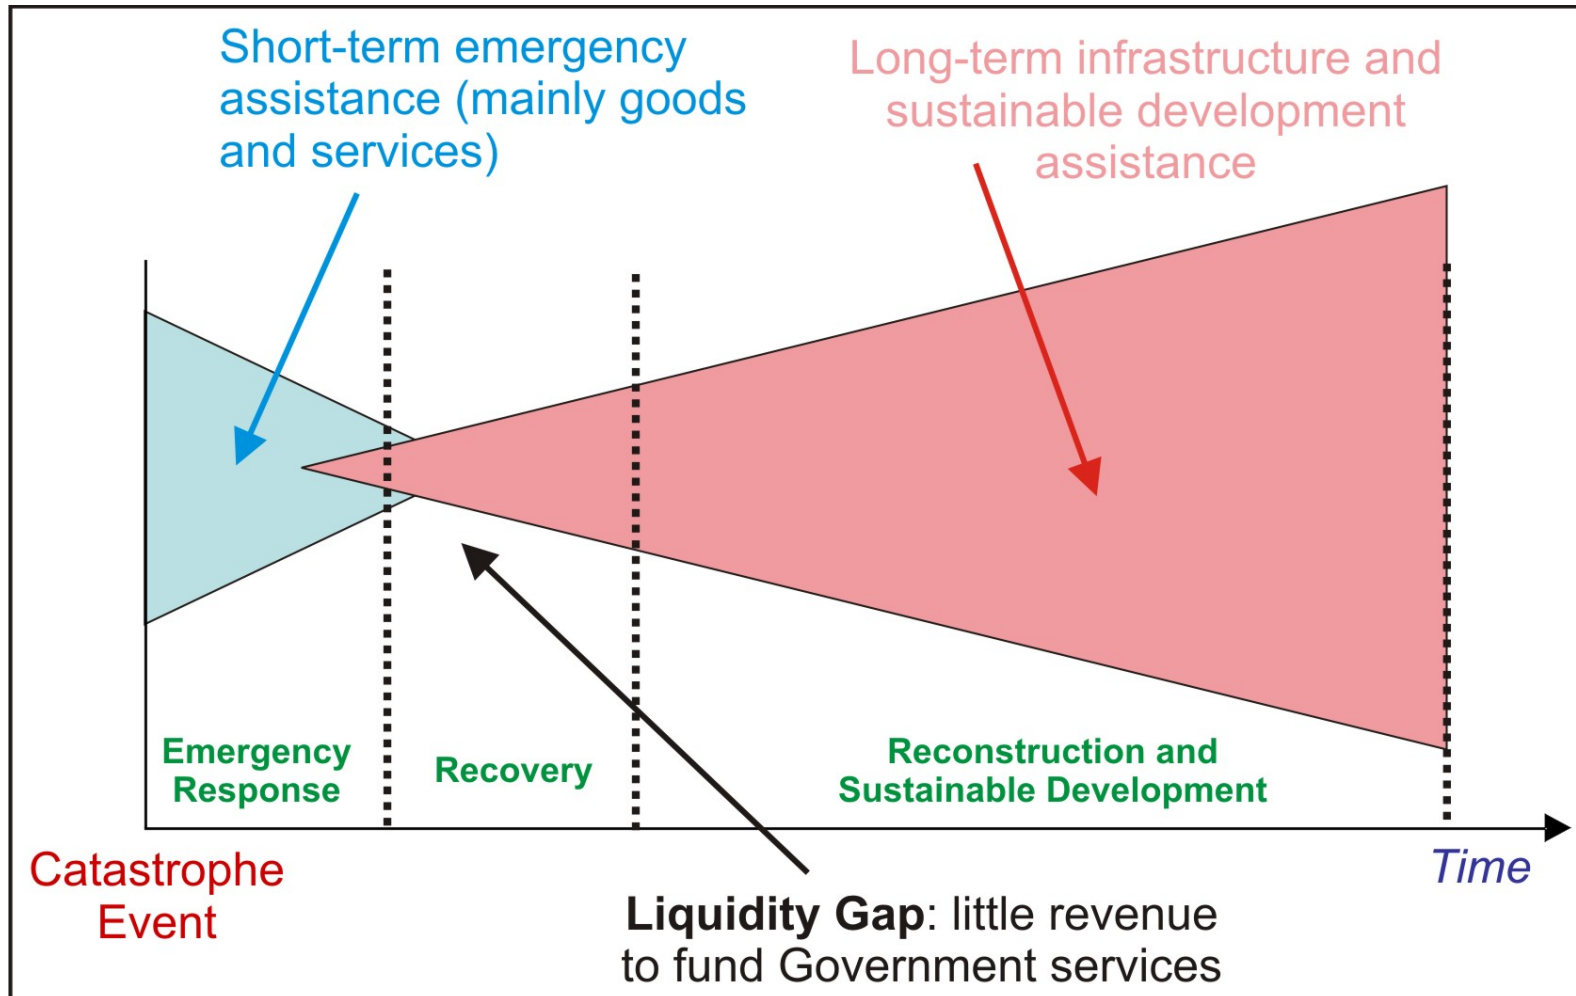 Short-term emergency
assistance (mainly goods
and services)
Long-term infrastructure and
sustainable development
assistance
Emergency
Response
Recovery
Reconstruction and
Sustainable Development
Catastrophe
Event
Time
Liquidity Gap: little revenue
to fund Government services